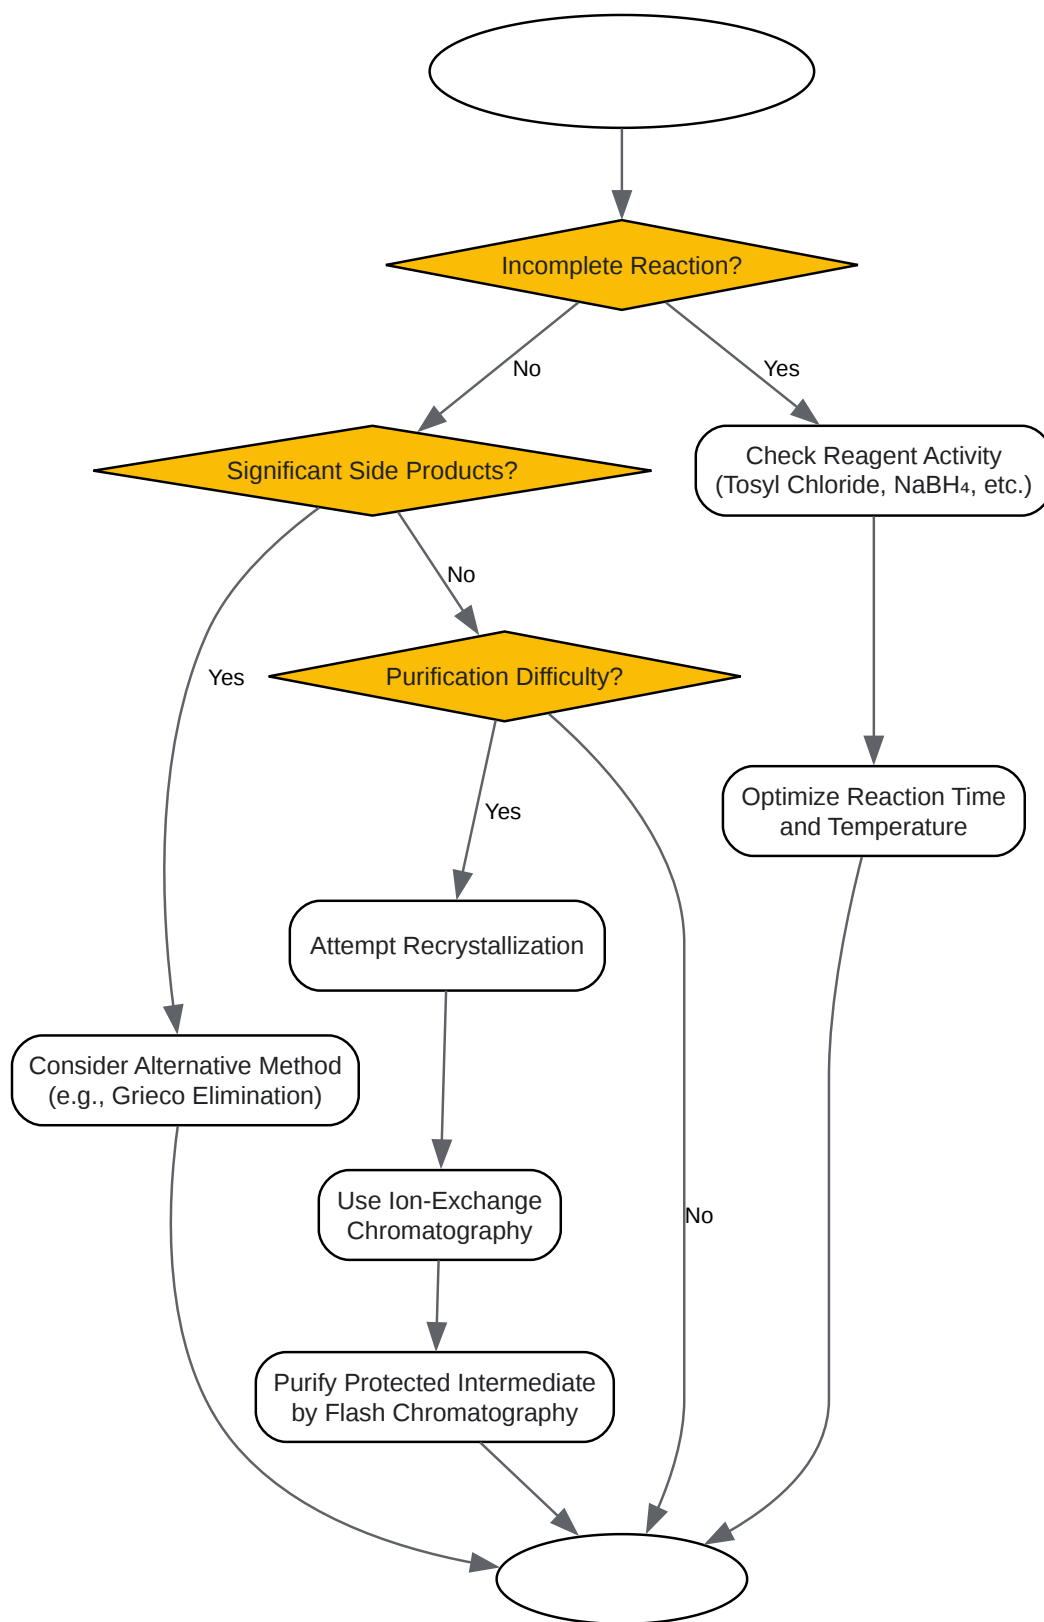 Incomplete Reaction?
No
Yes
Significant Side Products?
Check Reagent Activity
(Tosyl Chloride, NaBH₄, etc.)
No
Yes
Purification Difficulty?
Yes
Optimize Reaction Time
and Temperature
Attempt Recrystallization
Consider Alternative Method
(e.g., Grieco Elimination)
Use Ion-Exchange
Chromatography
No
Purify Protected Intermediate
by Flash Chromatography